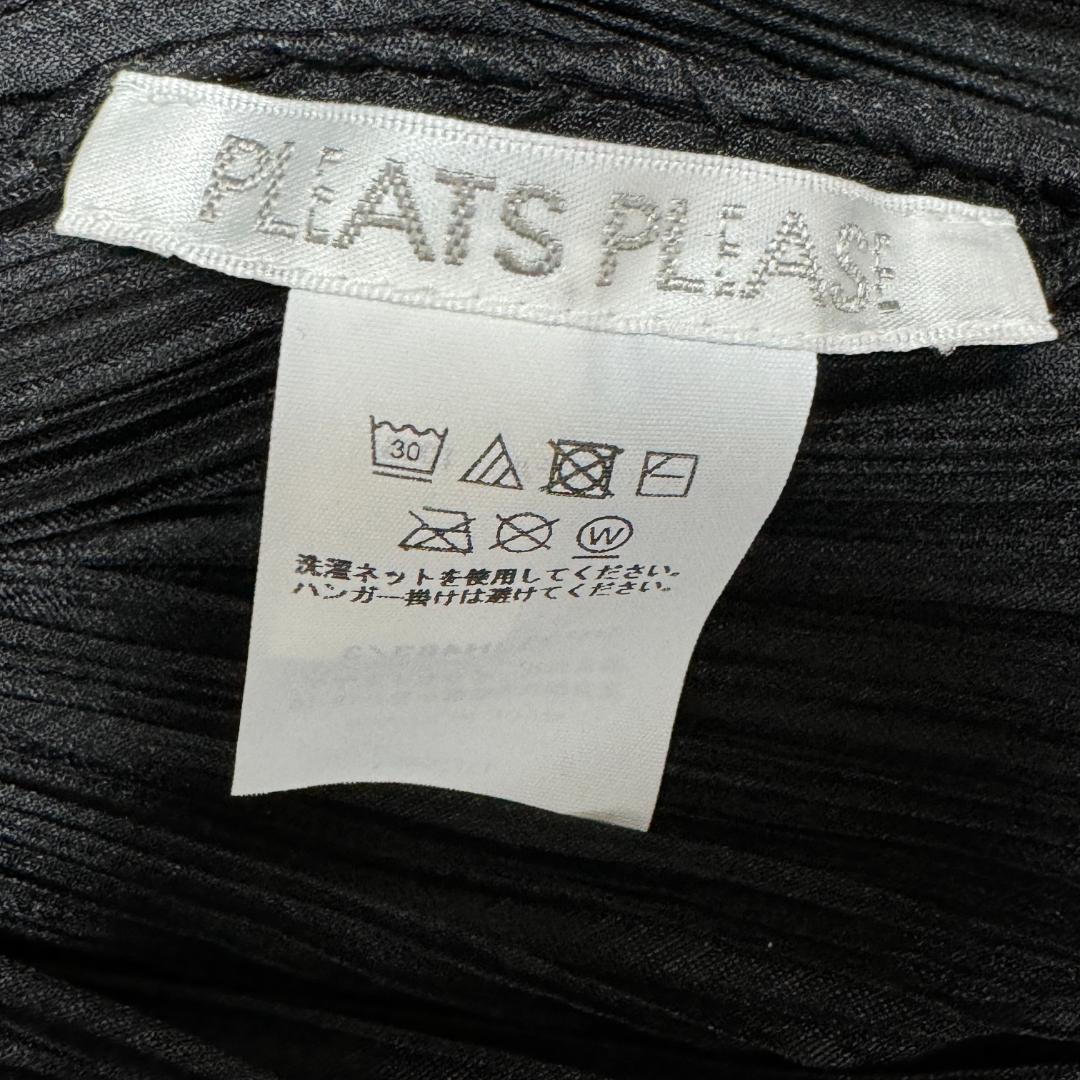 PLEATS PLEASE
30
W
洗濯ネットを使用してください。
ハンガー掛けは避けてください。